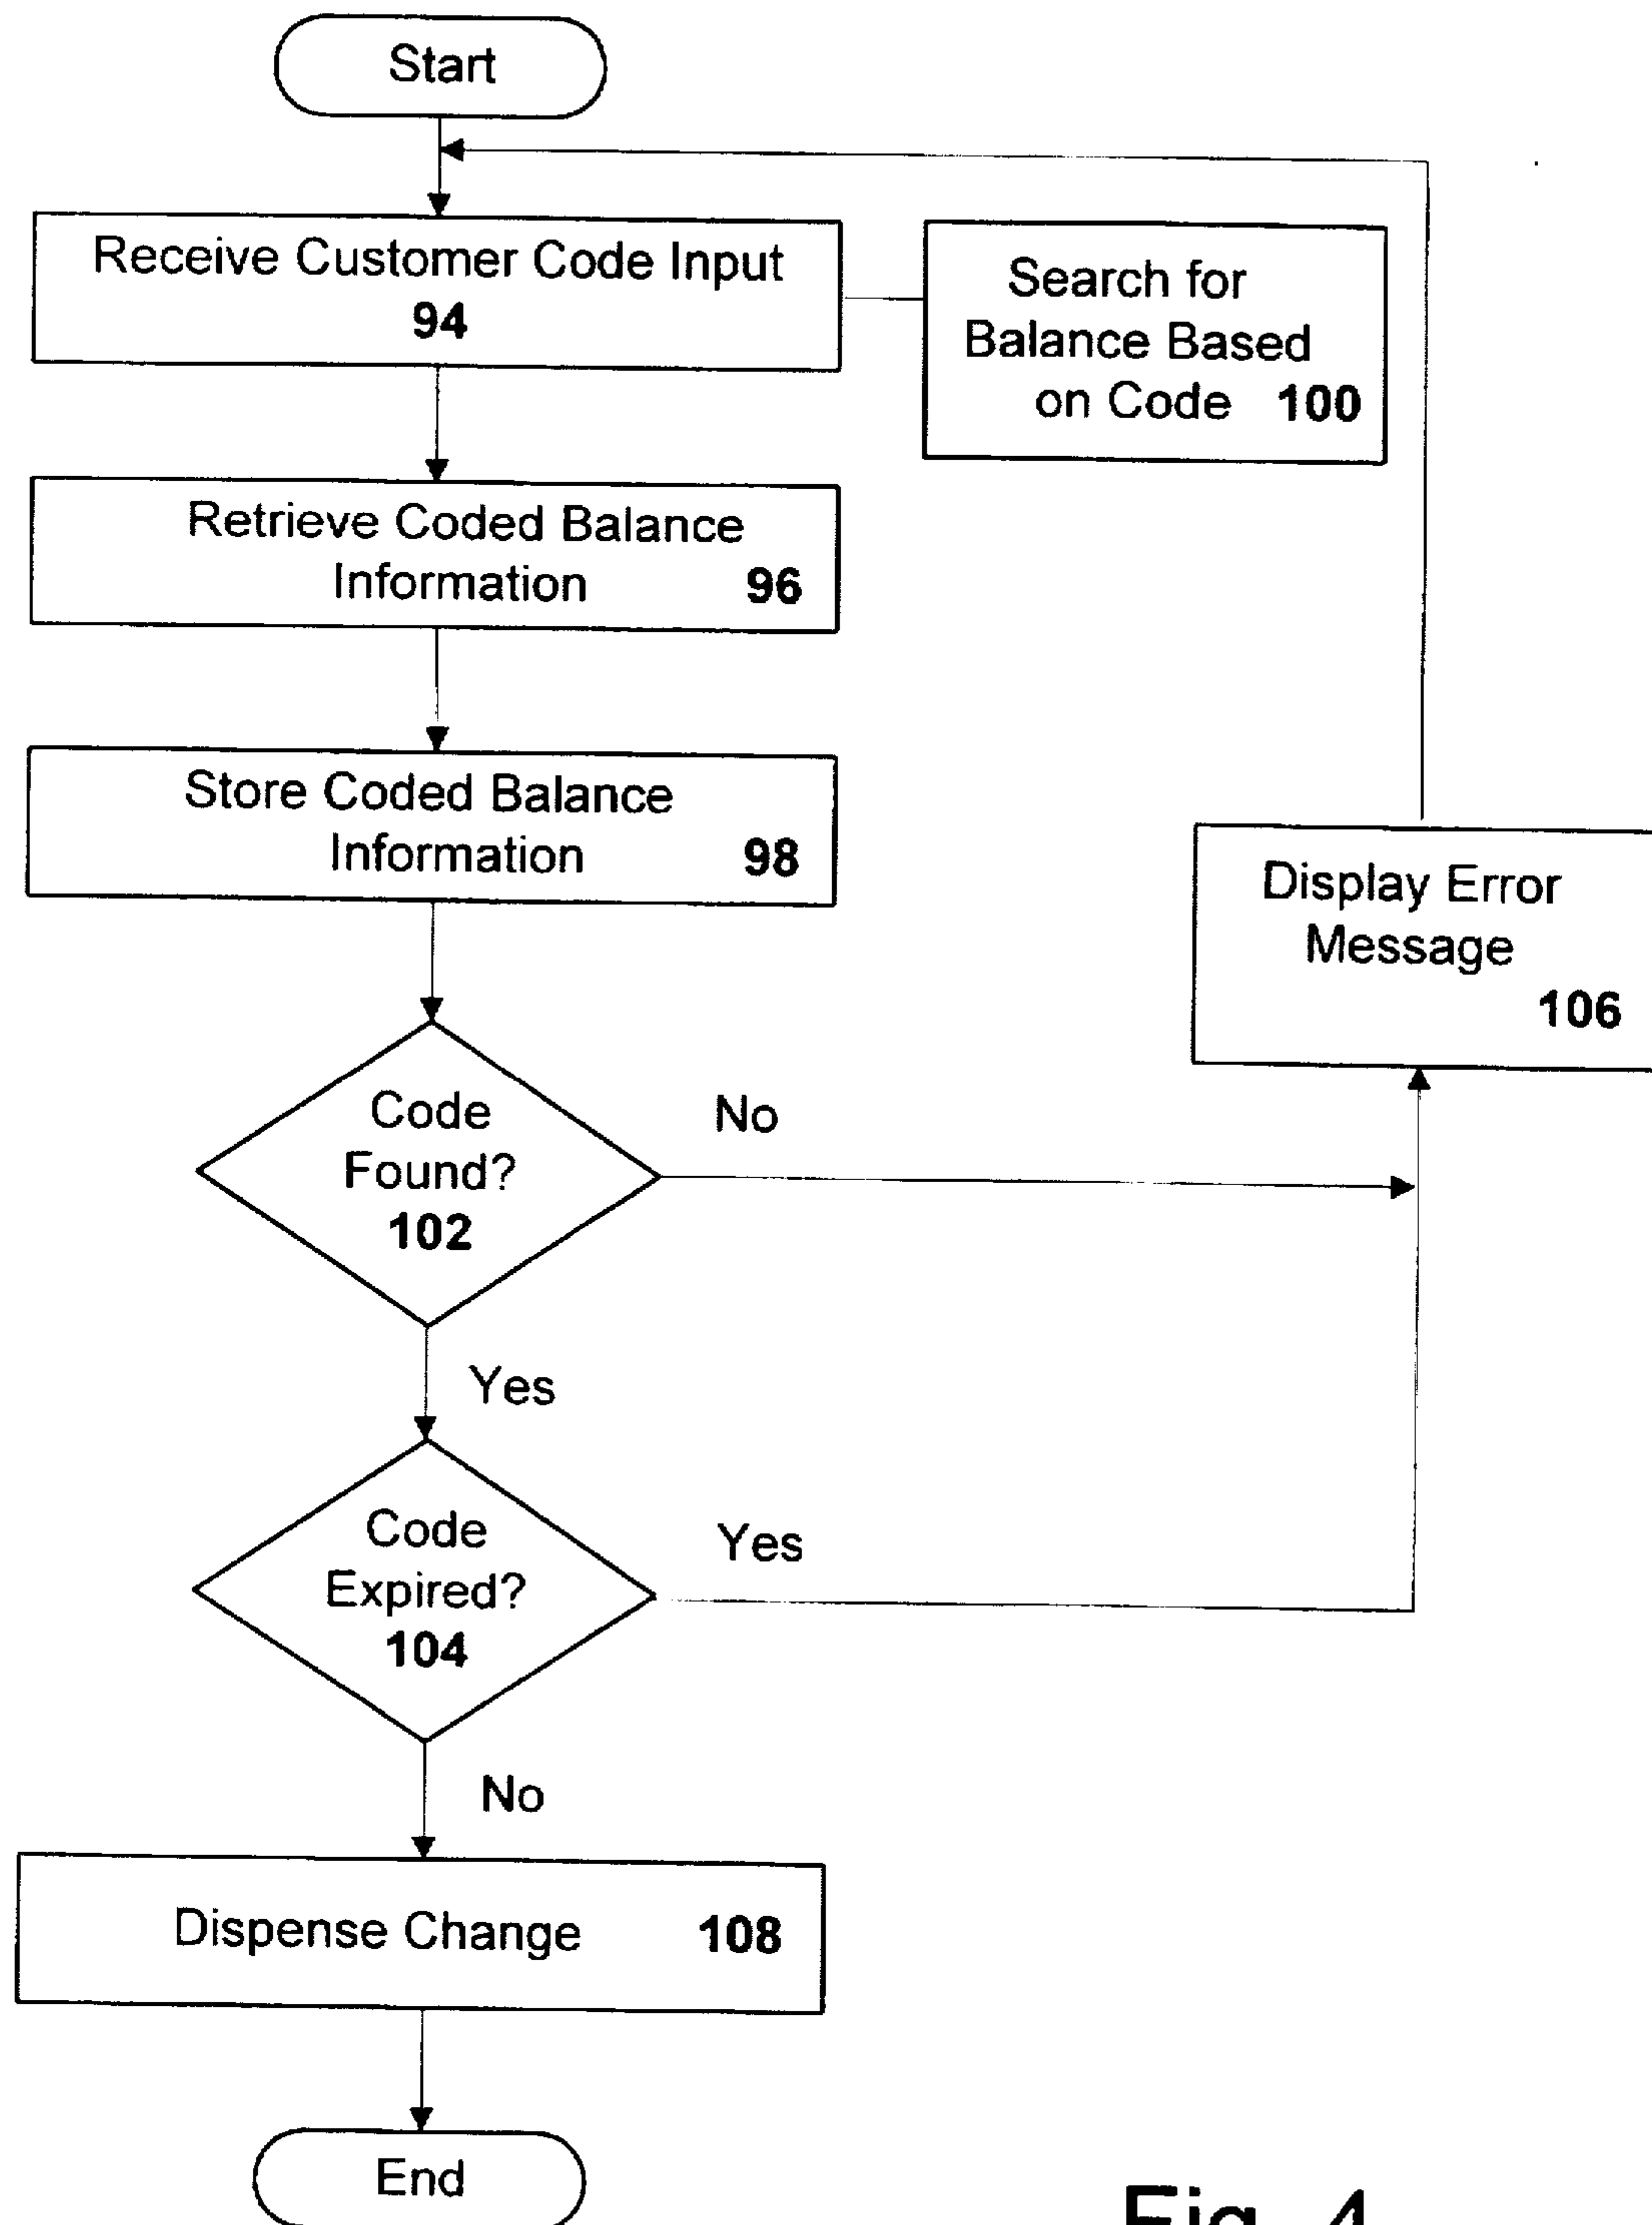 Start
Receive Customer Code Input
94
Search for
Balance Based
on Code 100
Retrieve Coded Balance
Information 96
Store Coded Balance
Information 98
Display Error
Message
106
Code
Found?
102
No
Yes
Code
Expired?
104
Yes
No
Dispense Change 108
End
Fig. 4